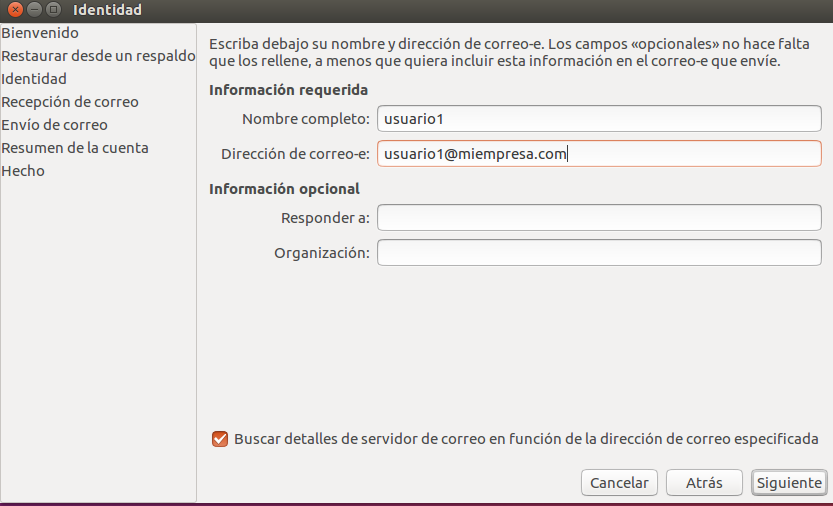 Identidad
Bienvenido
Restaurar desde un respaldo
Identidad
Recepción de correo
Envío de correo
Resumen de la cuenta
Hecho
Escriba debajo su nombre y dirección de correo-e. Los campos «opcionales» no hace falta
que los rellene, a menos que quiera incluir esta información en el correo-e que envíe.
Información requerida
Nombre completo: usuario1
Dirección de correo-e: usuario1@miempresa.com
Información opcional
Responder a:
Organización:
Buscar detalles de servidor de correo en función de la dirección de correo especificada
Cancelar Atrás Siguiente